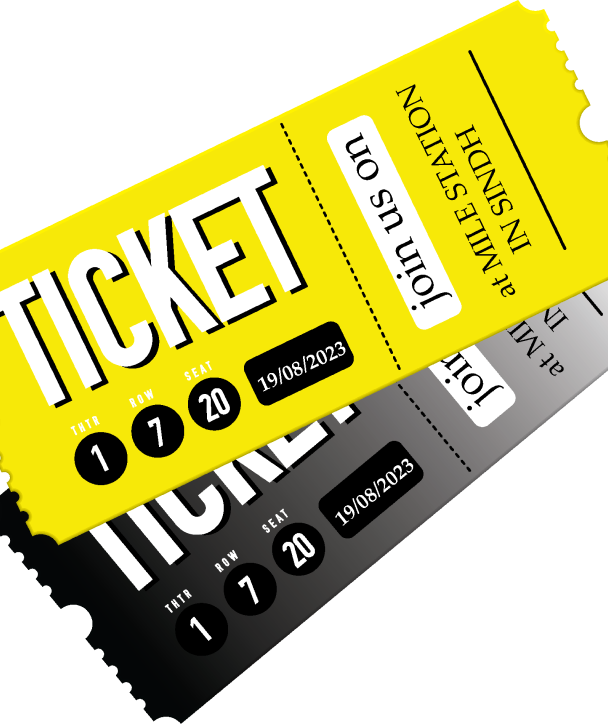 TICKET
THTR ROW SEAT
1 7 20
19/08/2023
join us on
at MILE STATION
IN SINDH
TICKET
THTR ROW SEAT
1 7 20
19/08/2023
join
at MI
IN